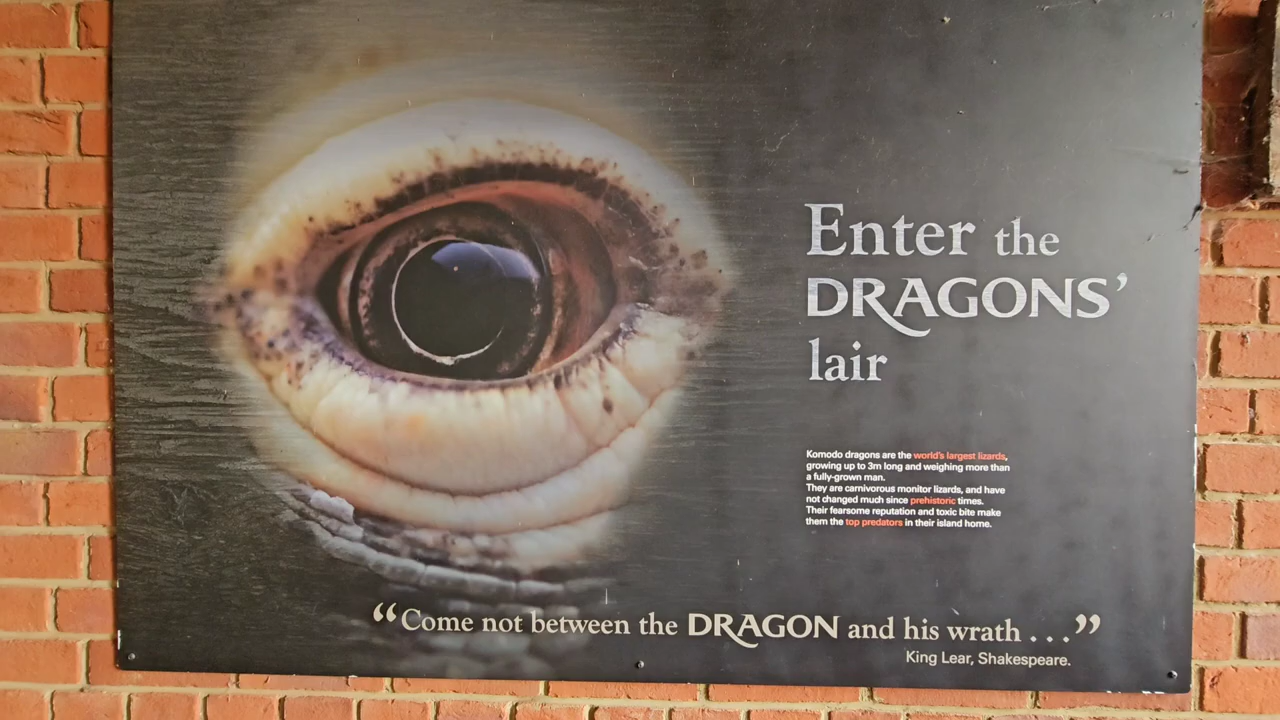 Enter the
DRAGONS’
lair
Komodo dragons are the world's largest lizards,
growing up to 3m long and weighing more than
a fully-grown man.
They are carnivorous monitor lizards, and have
not changed much since prehistoric times.
Their fearsome reputation and toxic bite make
them the top predators in their island home.
“Come not between the DRAGON and his wrath ...”
King Lear, Shakespeare.